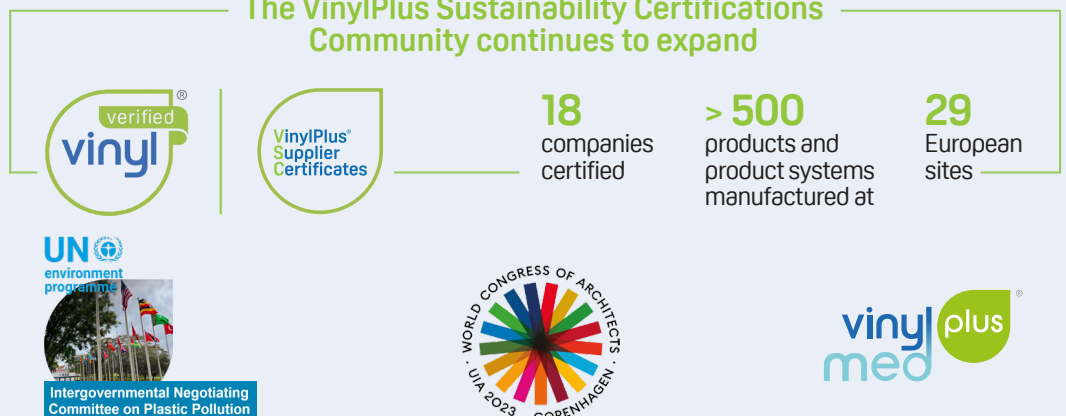 The VinylPlus Sustainability Certifications
Community continues to expand
verified®
vinyl
VinylPlus®
Supplier
Certificates
18
companies
certified
> 500
products and
product systems
manufactured at
29
European
sites
UN
environment
programme
Intergovernmental Negotiating
Committee on Plastic Pollution
WORLD CONGRESS OF ARCHITECTS · UIA 2023 COPENHAGEN ·
vinyl plus®
med